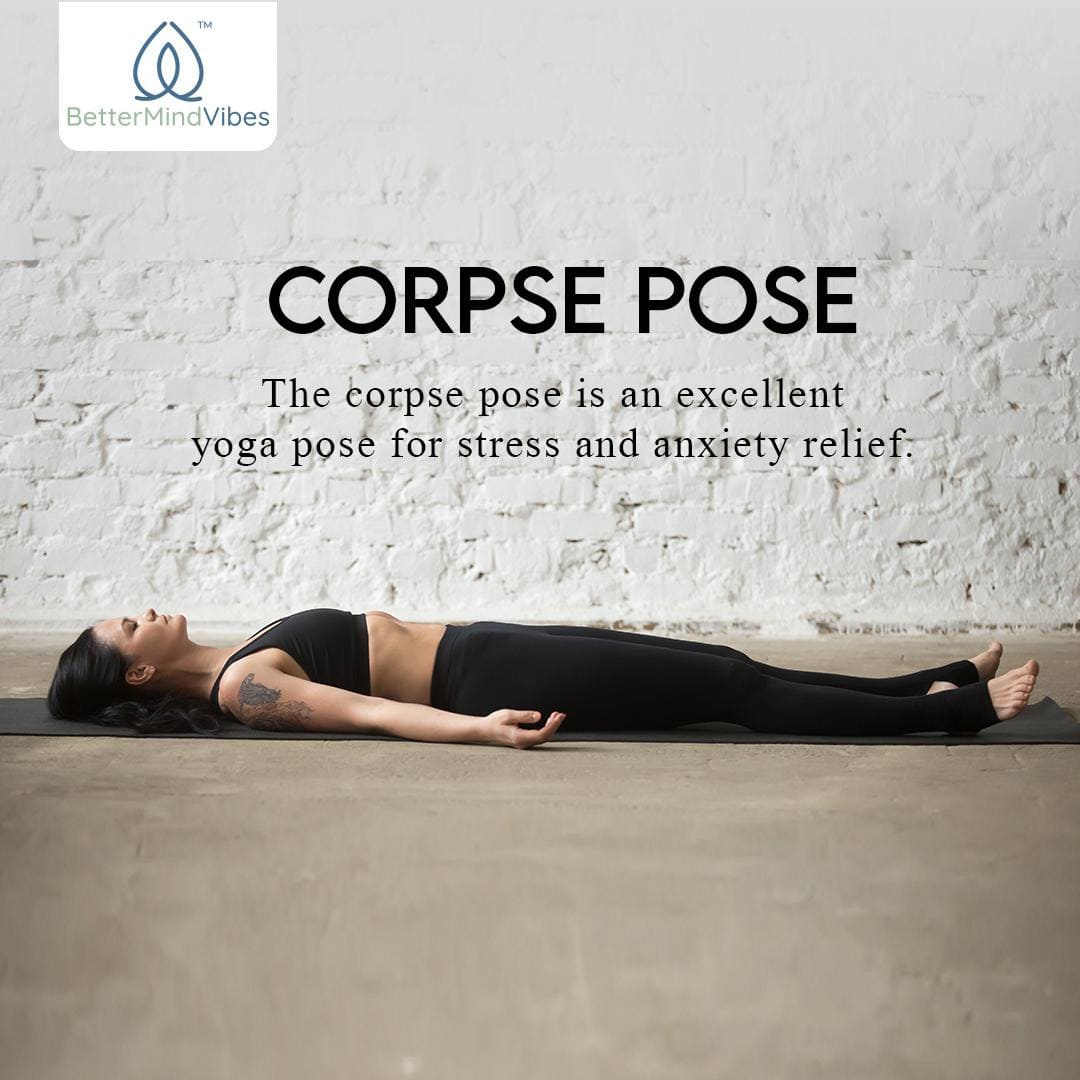 TM
BetterMindVibes
CORPSE POSE
The corpse pose is an excellent
yoga pose for stress and anxiety relief.